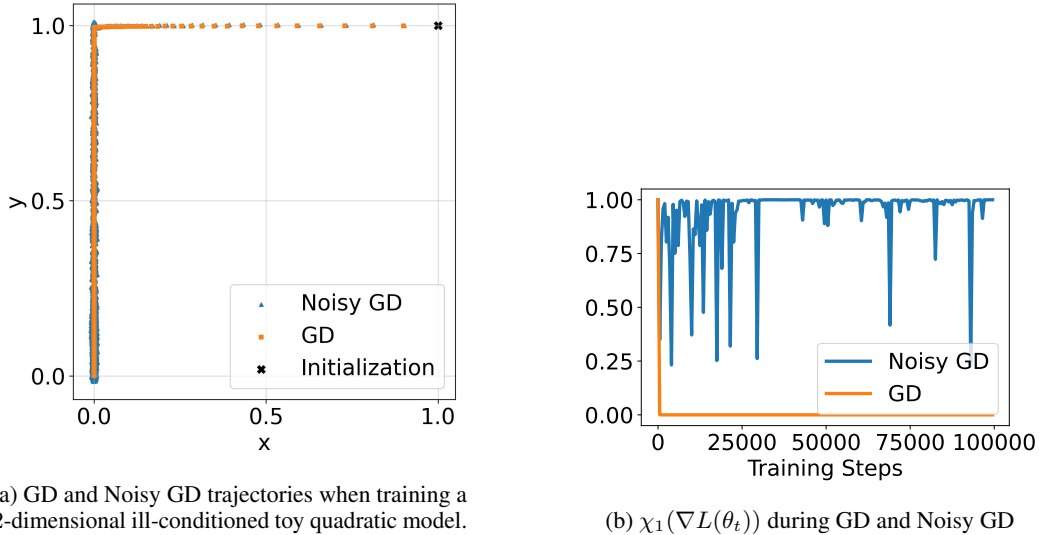 1.0
0.5
0.0
y
0.0
0.5
1.0
x
Noisy GD
GD
Initialization
a) GD and Noisy GD trajectories when training a
2-dimensional ill-conditioned toy quadratic model.
1.00
0.75
0.50
0.25
0.00
0
25000
50000
75000
100000
Training Steps
Noisy GD
GD
(b) χ₁(∇L(θₜ)) during GD and Noisy GD